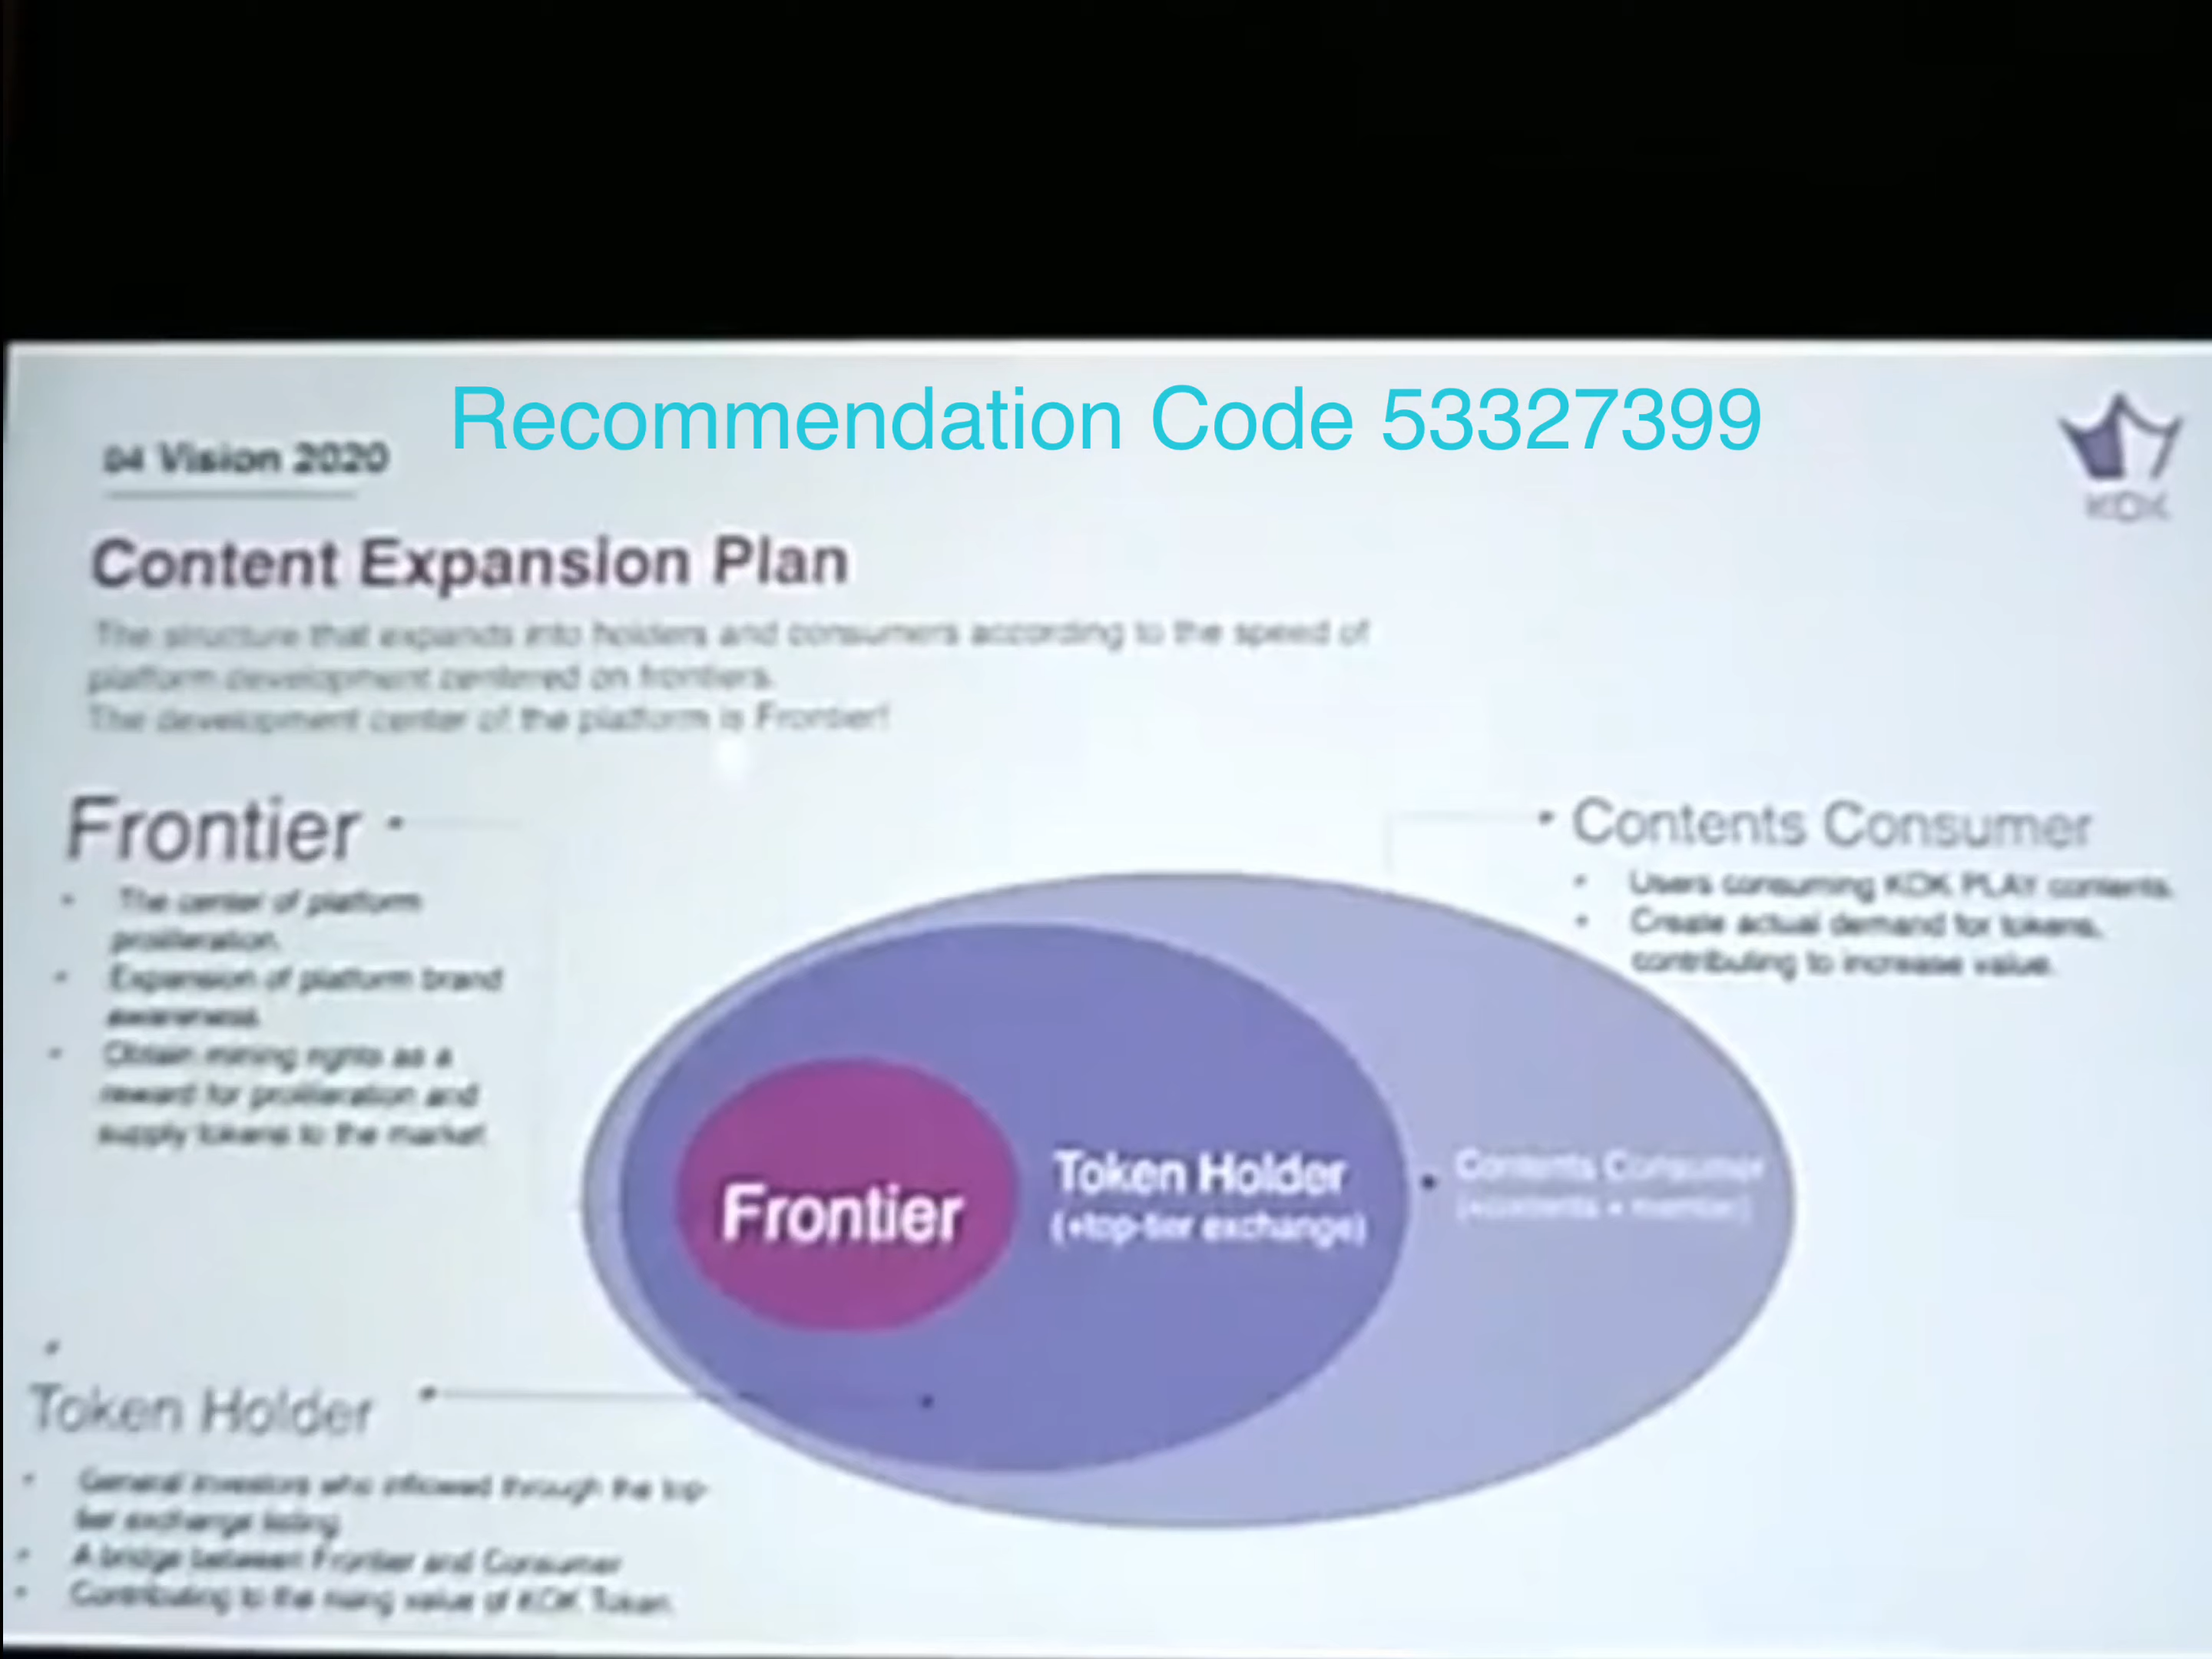 Recommendation Code 53327399
04 Vision 2020
KOK
Content Expansion Plan
The structure that expands into holders and consumers according to the speed of
platform development centered on frontiers.
The development center of the platform is Frontier!
Frontier
• The center of platform
proliferation.
• Expansion of platform brand
awareness.
• Obtain mining rights as a
reward for proliferation and
supply tokens to the market.
Contents Consumer
• Users consuming KOK PLAY contents.
• Create actual demand for tokens,
contributing to increase value.
Frontier
Token Holder
(+top-tier exchange)
Contents Consumer
(+contents + member)
Token Holder
• General investors who inflowed through the top-
tier exchange listing
• A bridge between Frontier and Consumer
• Contributing to the rising value of KOK Token.